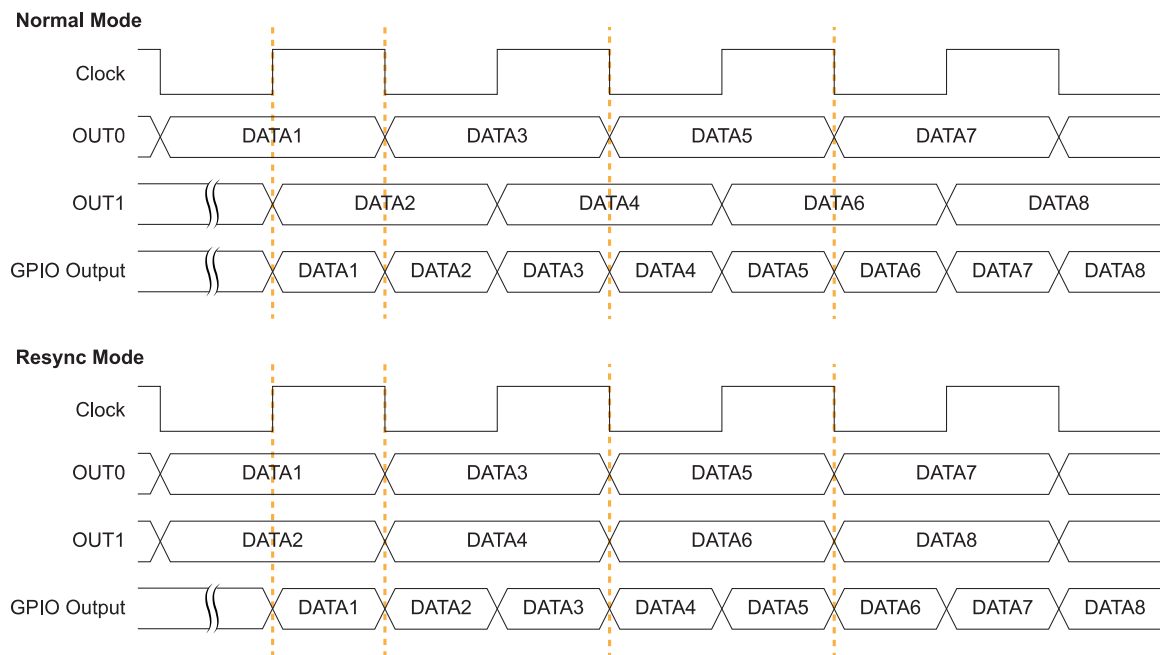 Normal Mode
Clock
OUT0 DATA1 DATA3 DATA5 DATA7
OUT1 DATA2 DATA4 DATA6 DATA8
GPIO Output DATA1 DATA2 DATA3 DATA4 DATA5 DATA6 DATA7 DATA8
Resync Mode
Clock
OUT0 DATA1 DATA3 DATA5 DATA7
OUT1 DATA2 DATA4 DATA6 DATA8
GPIO Output DATA1 DATA2 DATA3 DATA4 DATA5 DATA6 DATA7 DATA8